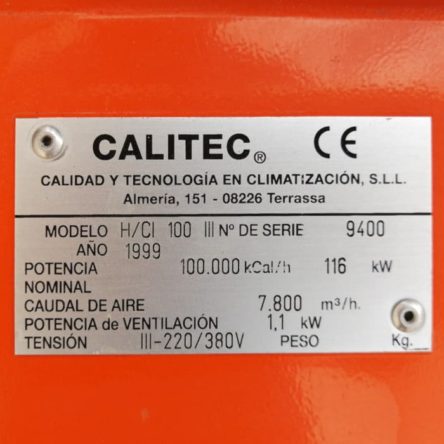 CALITEC® CE
CALIDAD Y TECNOLOGÍA EN CLIMATIZACIÓN, S.L.L.
Almería, 151 - 08226 Terrassa
MODELO H/CI 100 III Nº DE SERIE 9400
AÑO 1999
POTENCIA 100.000 kCal/h 116 kW
NOMINAL
CAUDAL DE AIRE 7.800 m³/h.
POTENCIA de VENTILACIÓN 1,1 kW
TENSIÓN III-220/380V PESO Kg.